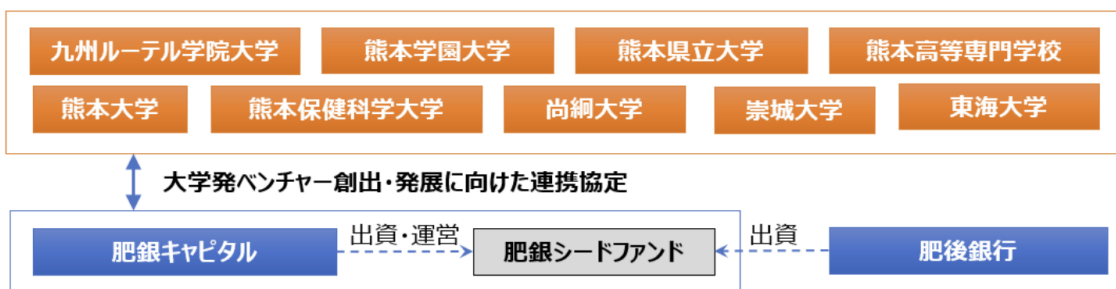 九州ルーテル学院大学
熊本学園大学
熊本県立大学
熊本高等専門学校
熊本大学
熊本保健科学大学
尚絅大学
崇城大学
東海大学
大学発ベンチャー創出・発展に向けた連携協定
肥銀キャピタル
出資・運営
肥銀シードファンド
出資
肥後銀行